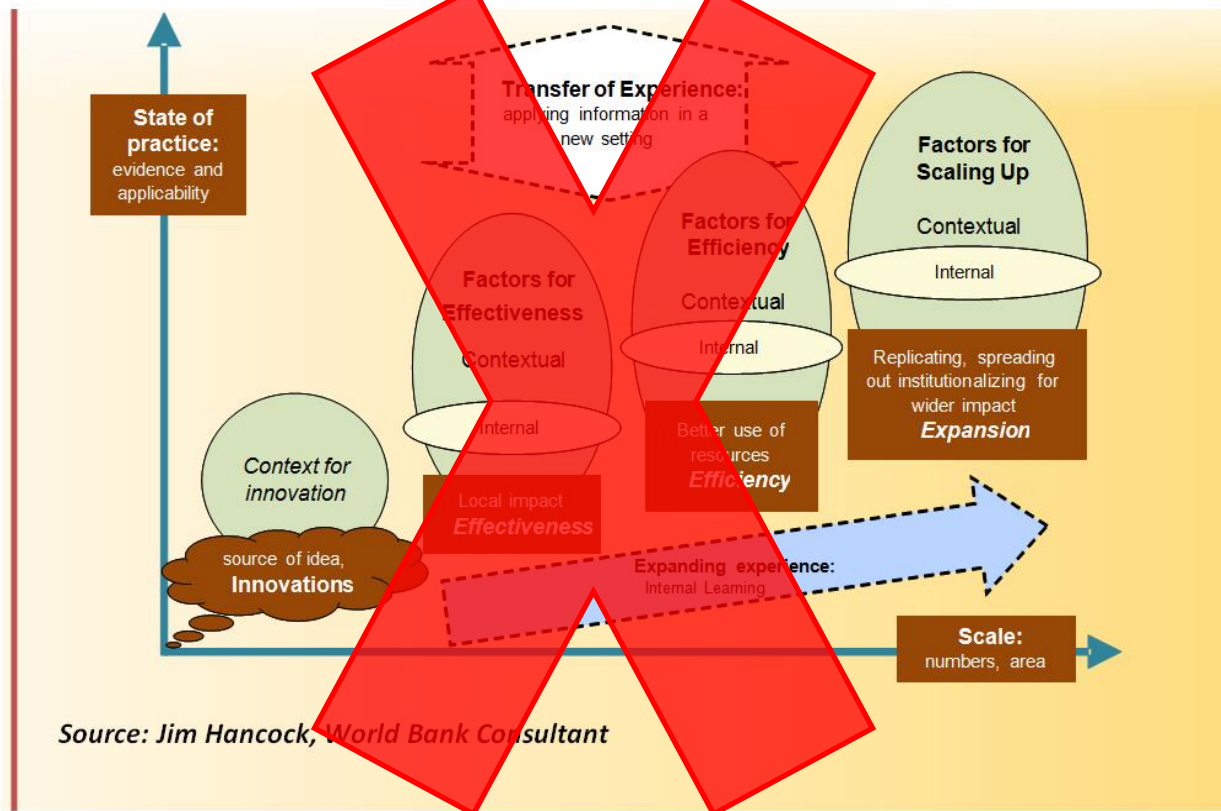 Transfer of Experience:
applying information in a
new setting
State of
practice:
evidence and
applicability
Factors for
Scaling Up
Contextual
Internal
Replicating, spreading
out institutionalizing for
wider impact
Expansion
Factors for
Efficiency
Contextual
Internal
Better use of
resources
Efficiency
Factors for
Effectiveness
Contextual
Internal
Local impact
Effectiveness
Context for
innovation
source of idea,
Innovations
Expanding experience:
Internal Learning
Scale:
numbers, area
Source: Jim Hancock, World Bank Consultant